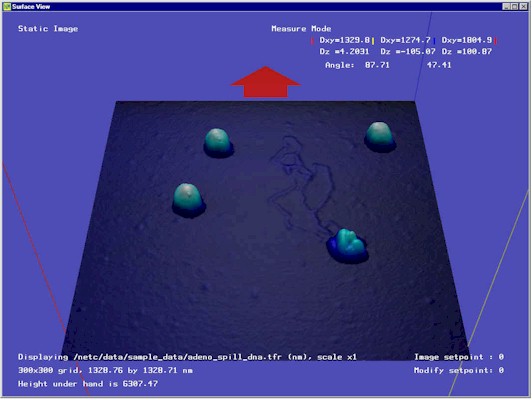 Surface View
Static Image
Measure Mode
Dxy=1329.8 Dxy=1274.7 Dxy=1804.9
Dz =4.2031 Dz =-105.07 Dz =100.87
Angle: 87.71 47.41
Displaying /netc/data/sample_data/adeno_spill_dna.tfr (nm), scale x1
Image setpoint : 0
300x300 grid, 1328.76 by 1328.71 nm
Modify setpoint: 0
Height under hand is 6307.47